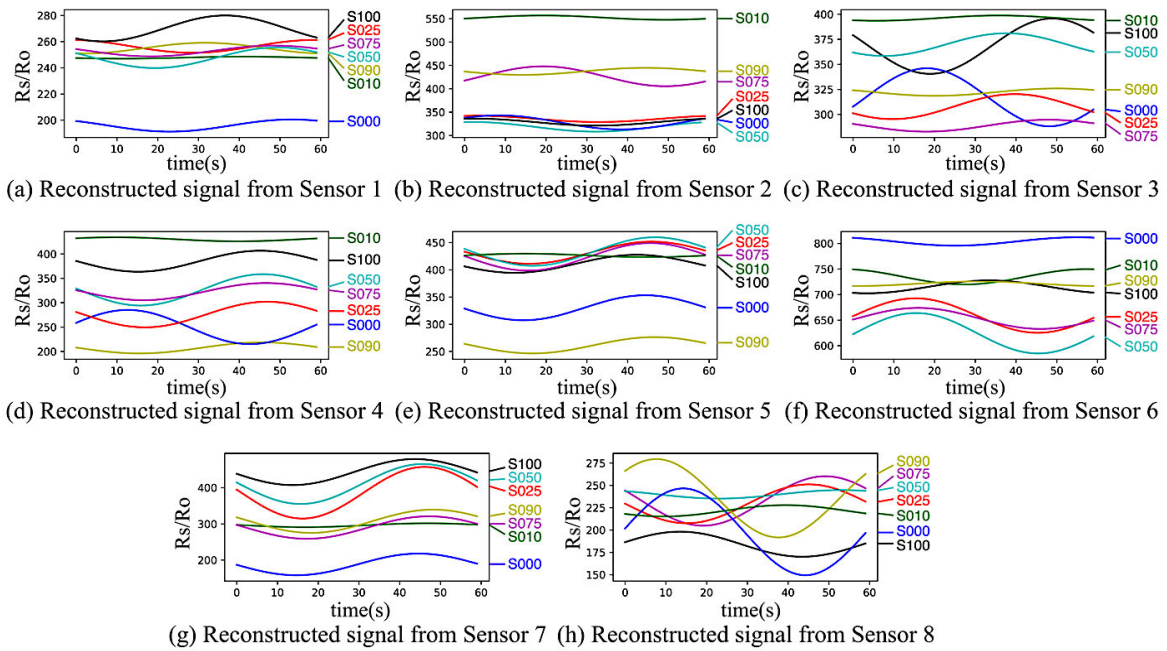 280
260
240
220
200
Rs/Ro
S100
S025
S075
S050
S090
S010
S000
0 10 20 30 40 50 60
time(s)
(a) Reconstructed signal from Sensor 1
550
500
450
400
350
300
Rs/Ro
S010
S090
S075
S025
S100
S000
S050
0 10 20 30 40 50 60
time(s)
(b) Reconstructed signal from Sensor 2
400
375
350
325
300
Rs/Ro
S010
S100
S050
S090
S000
S025
S075
0 10 20 30 40 50 60
time(s)
(c) Reconstructed signal from Sensor 3
400
350
300
250
200
Rs/Ro
S010
S100
S050
S075
S025
S000
S090
0 10 20 30 40 50 60
time(s)
(d) Reconstructed signal from Sensor 4
450
400
350
300
250
Rs/Ro
S050
S025
S075
S010
S100
S000
S090
0 10 20 30 40 50 60
time(s)
(e) Reconstructed signal from Sensor 5
800
750
700
650
600
Rs/Ro
S000
S010
S090
S100
S025
S075
S050
0 10 20 30 40 50 60
time(s)
(f) Reconstructed signal from Sensor 6
400
300
200
Rs/Ro
S100
S050
S025
S090
S075
S010
S000
0 10 20 30 40 50 60
time(s)
(g) Reconstructed signal from Sensor 7
275
250
225
200
175
150
Rs/Ro
S090
S075
S050
S025
S010
S000
S100
0 10 20 30 40 50 60
time(s)
(h) Reconstructed signal from Sensor 8